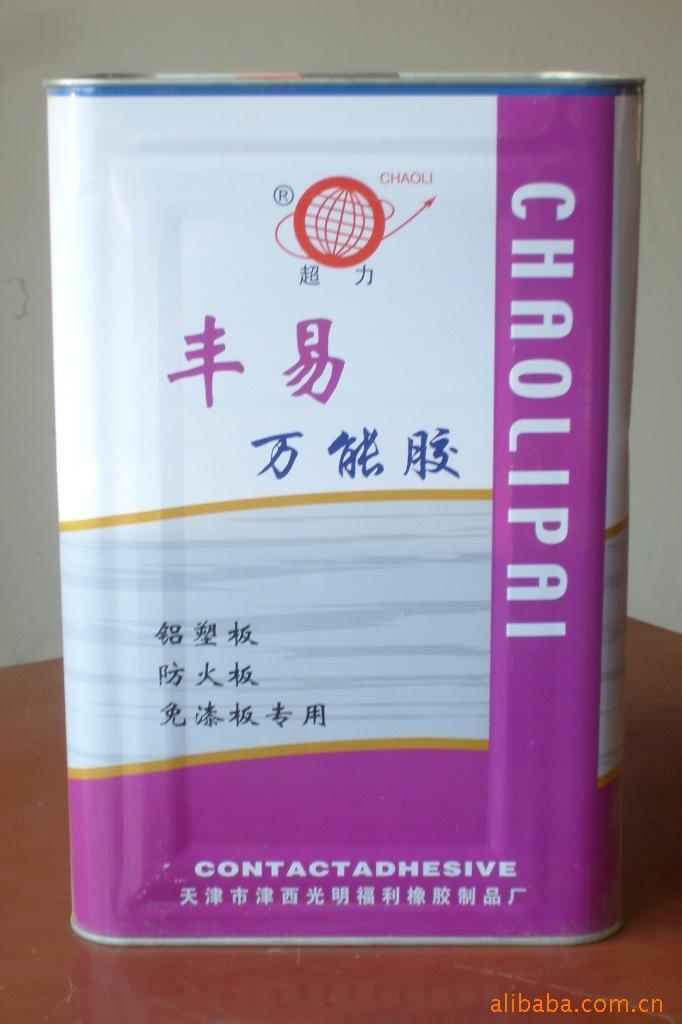 CHAOLI
®
超 力
丰易
万能胶
CHAOLIPAI
铝塑板
防火板
免漆板专用
CONTACTADHESIVE
天津市津西光明福利橡胶制品厂
alibaba.com.cn